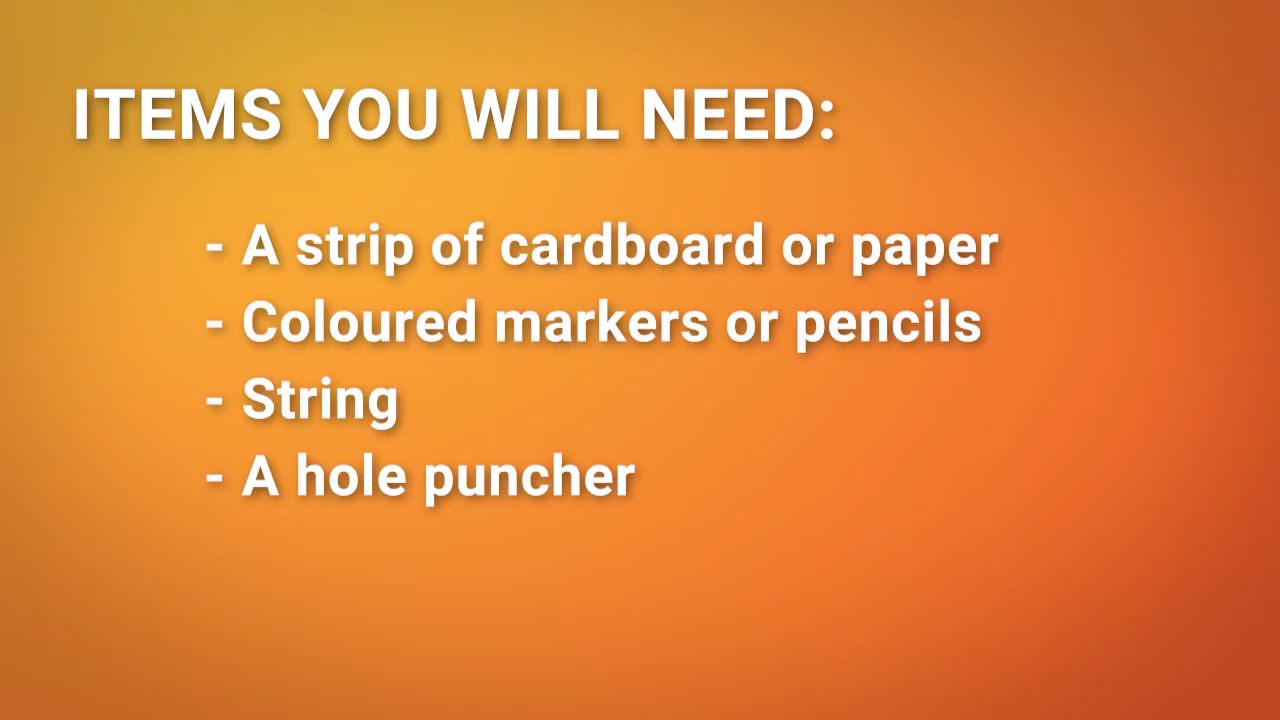 ITEMS YOU WILL NEED:
- A strip of cardboard or paper
- Coloured markers or pencils
- String
- A hole puncher